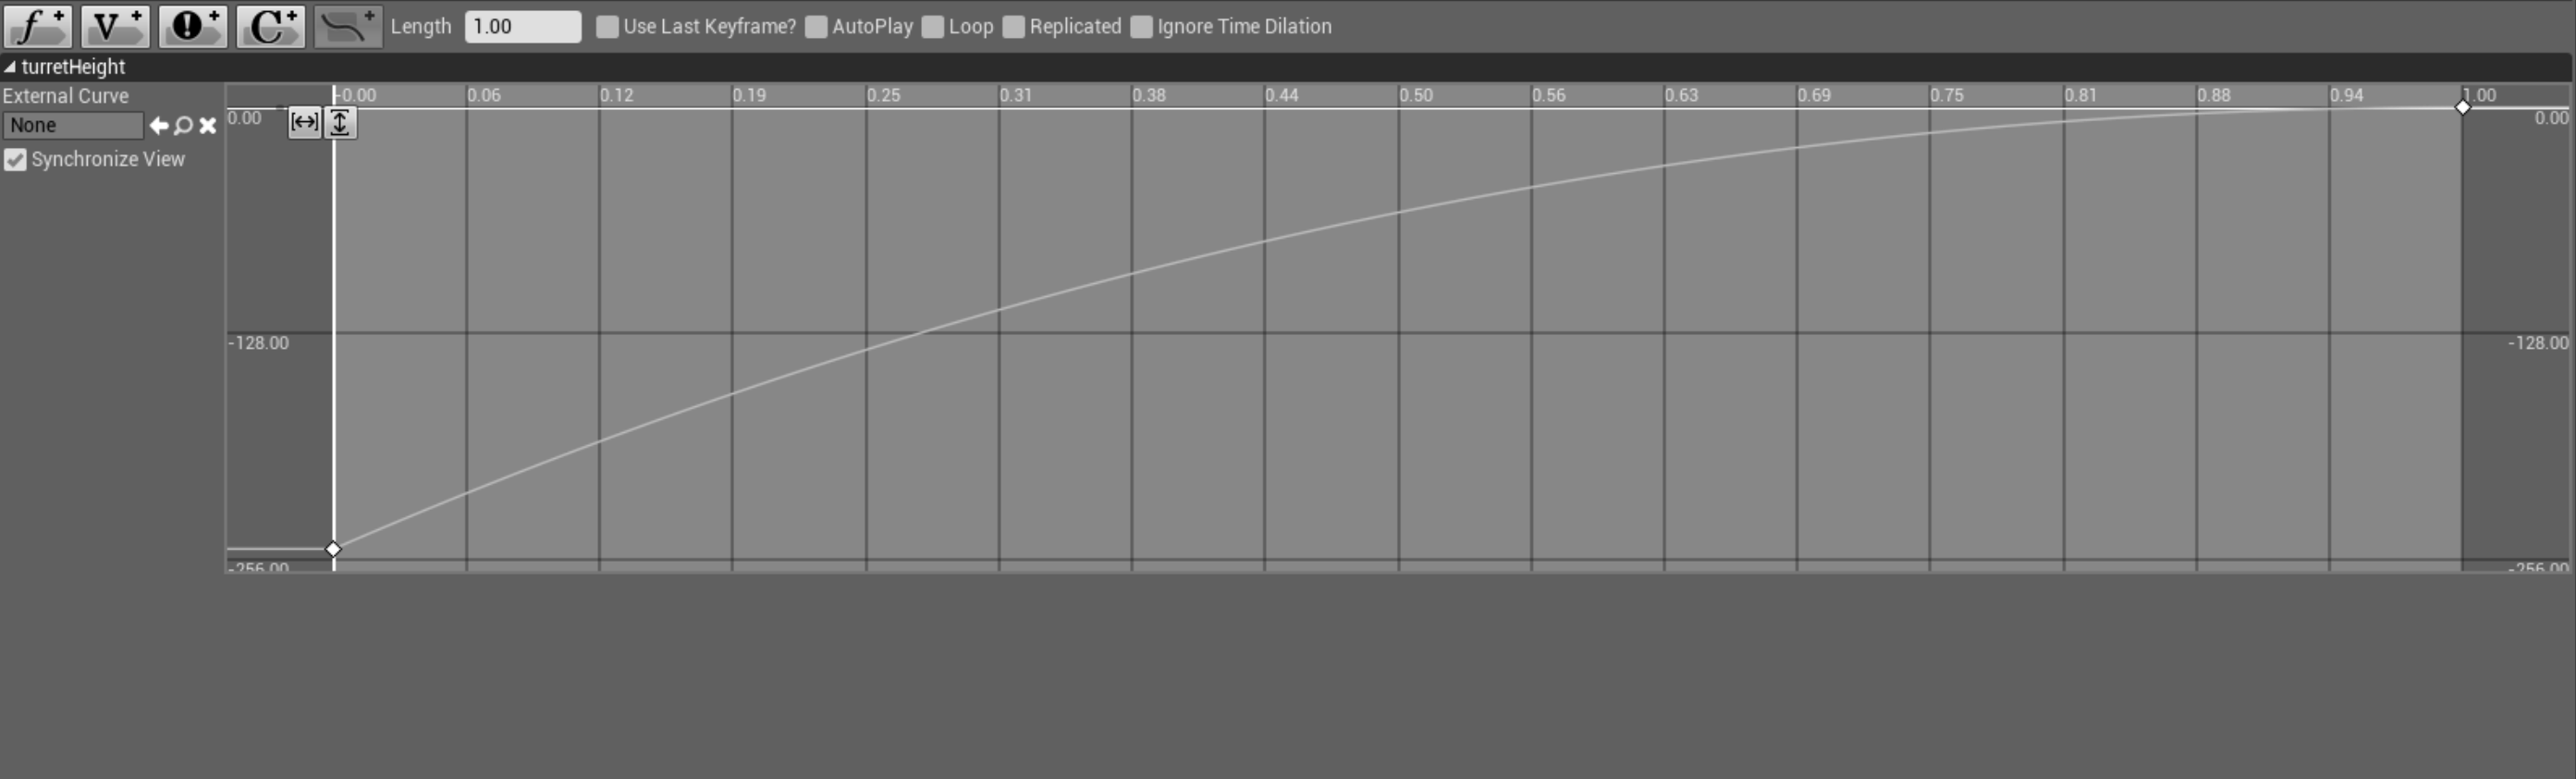 f+ V+ !+ C+ + Length 1.00 Use Last Keyframe? AutoPlay Loop Replicated Ignore Time Dilation
turretHeight
External Curve
-0.00 0.06 0.12 0.19 0.25 0.31 0.38 0.44 0.50 0.56 0.63 0.69 0.75 0.81 0.88 0.94 1.00
None
0.00 0.00
Synchronize View
-128.00 -128.00
-256.00 -256.00